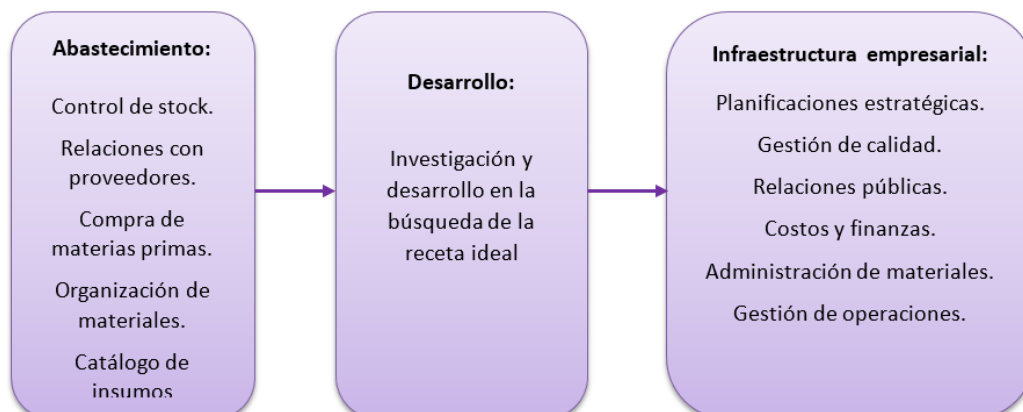 Abastecimiento:
Control de stock.
Relaciones con
proveedores.
Compra de
materias primas.
Organización de
materiales.
Catálogo de
insumos
Desarrollo:
Investigación y
desarrollo en la
búsqueda de la
receta ideal
Infraestructura empresarial:
Planificaciones estratégicas.
Gestión de calidad.
Relaciones públicas.
Costos y finanzas.
Administración de materiales.
Gestión de operaciones.